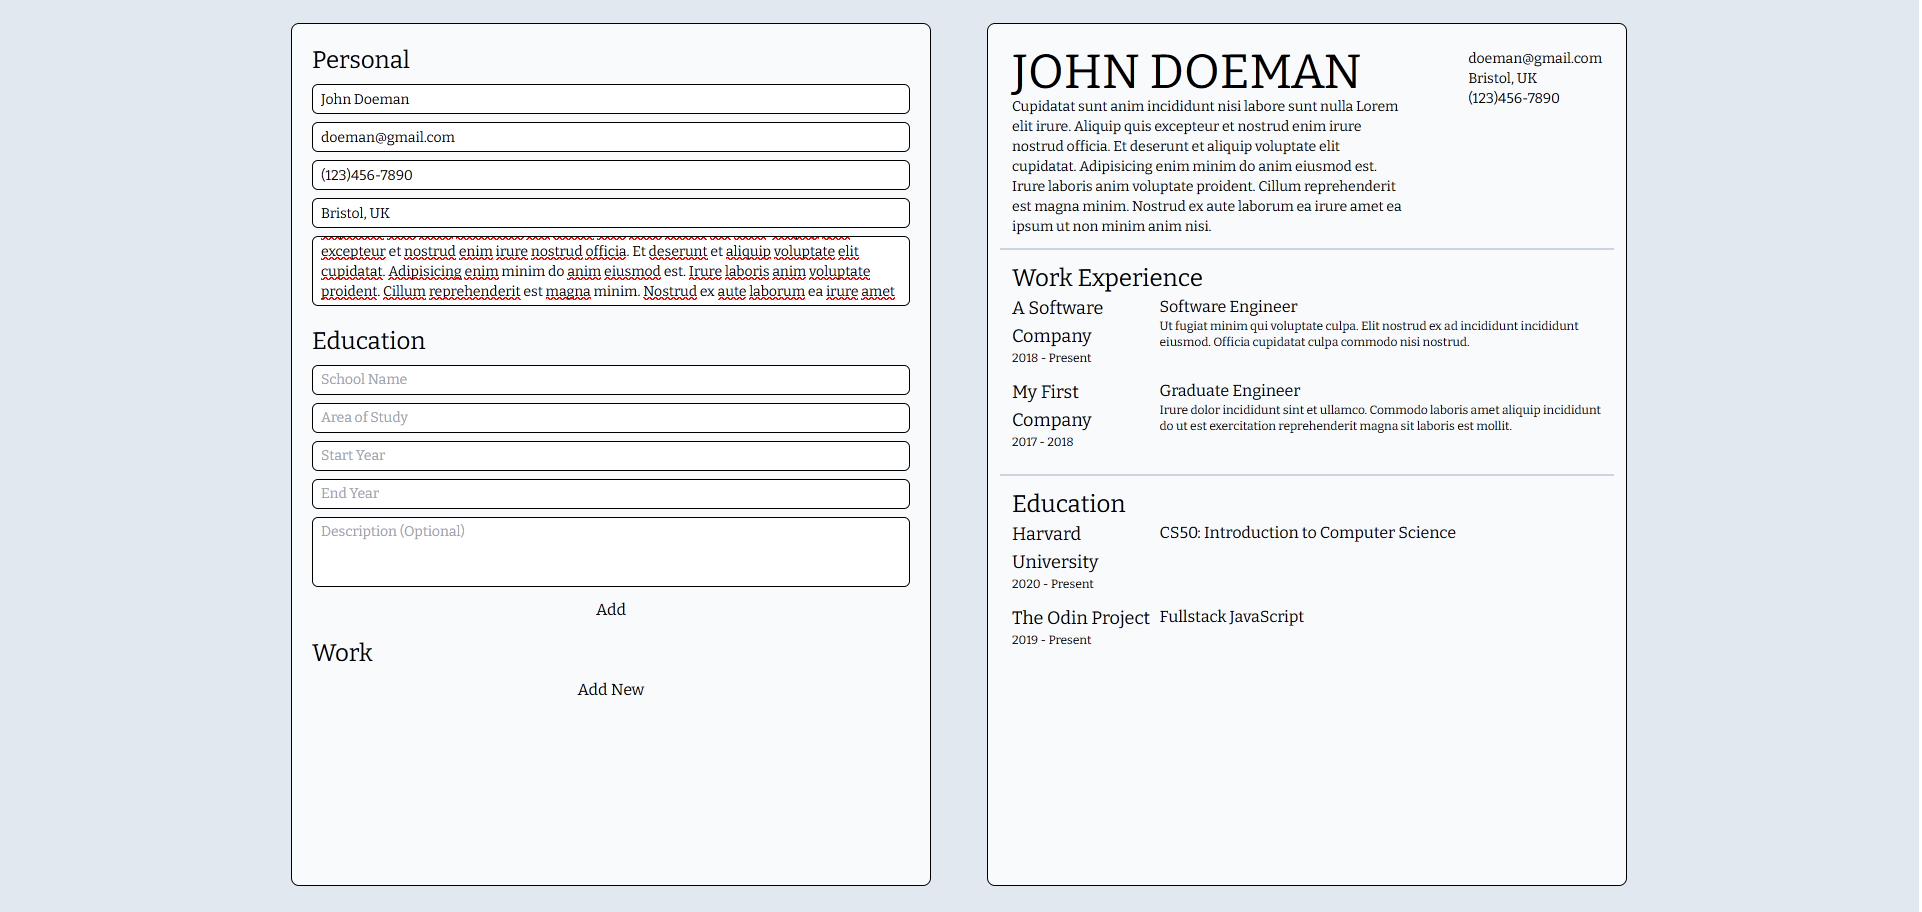 Personal
John Doeman
doeman@gmail.com
(123)456-7890
Bristol, UK
excepteur et nostrud enim irure nostrud officia. Et deserunt et aliquip voluptate elit
cupidatat. Adipisicing enim minim do anim eiusmod est. Irure laboris anim voluptate
proident. Cillum reprehenderit est magna minim. Nostrud ex aute laborum ea irure amet
Education
School Name
Area of Study
Start Year
End Year
Description (Optional)
Add
Work
Add New
JOHN DOEMAN
Cupidatat sunt anim incididunt nisi labore sunt nulla Lorem
elit irure. Aliquip quis excepteur et nostrud enim irure
nostrud officia. Et deserunt et aliquip voluptate elit
cupidatat. Adipisicing enim minim do anim eiusmod est.
Irure laboris anim voluptate proident. Cillum reprehenderit
est magna minim. Nostrud ex aute laborum ea irure amet ea
ipsum ut non minim anim nisi.
doeman@gmail.com
Bristol, UK
(123)456-7890
Work Experience
A Software
Company
2018 - Present
Software Engineer
Ut fugiat minim qui voluptate culpa. Elit nostrud ex ad incididunt incididunt
eiusmod. Officia cupidatat culpa commodo nisi nostrud.
My First
Company
2017 - 2018
Graduate Engineer
Irure dolor incididunt sint et ullamco. Commodo laboris amet aliquip incididunt
do ut est exercitation reprehenderit magna sit laboris est mollit.
Education
Harvard
University
2020 - Present
CS50: Introduction to Computer Science
The Odin Project
2019 - Present
Fullstack JavaScript